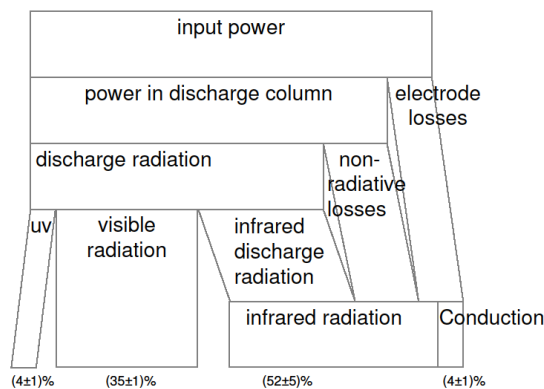 input power
power in discharge column
electrode
losses
discharge radiation
non-
radiative
losses
uv
visible
radiation
infrared
discharge
radiation
infrared radiation
Conduction
(4±1)%
(35±1)%
(52±5)%
(4±1)%